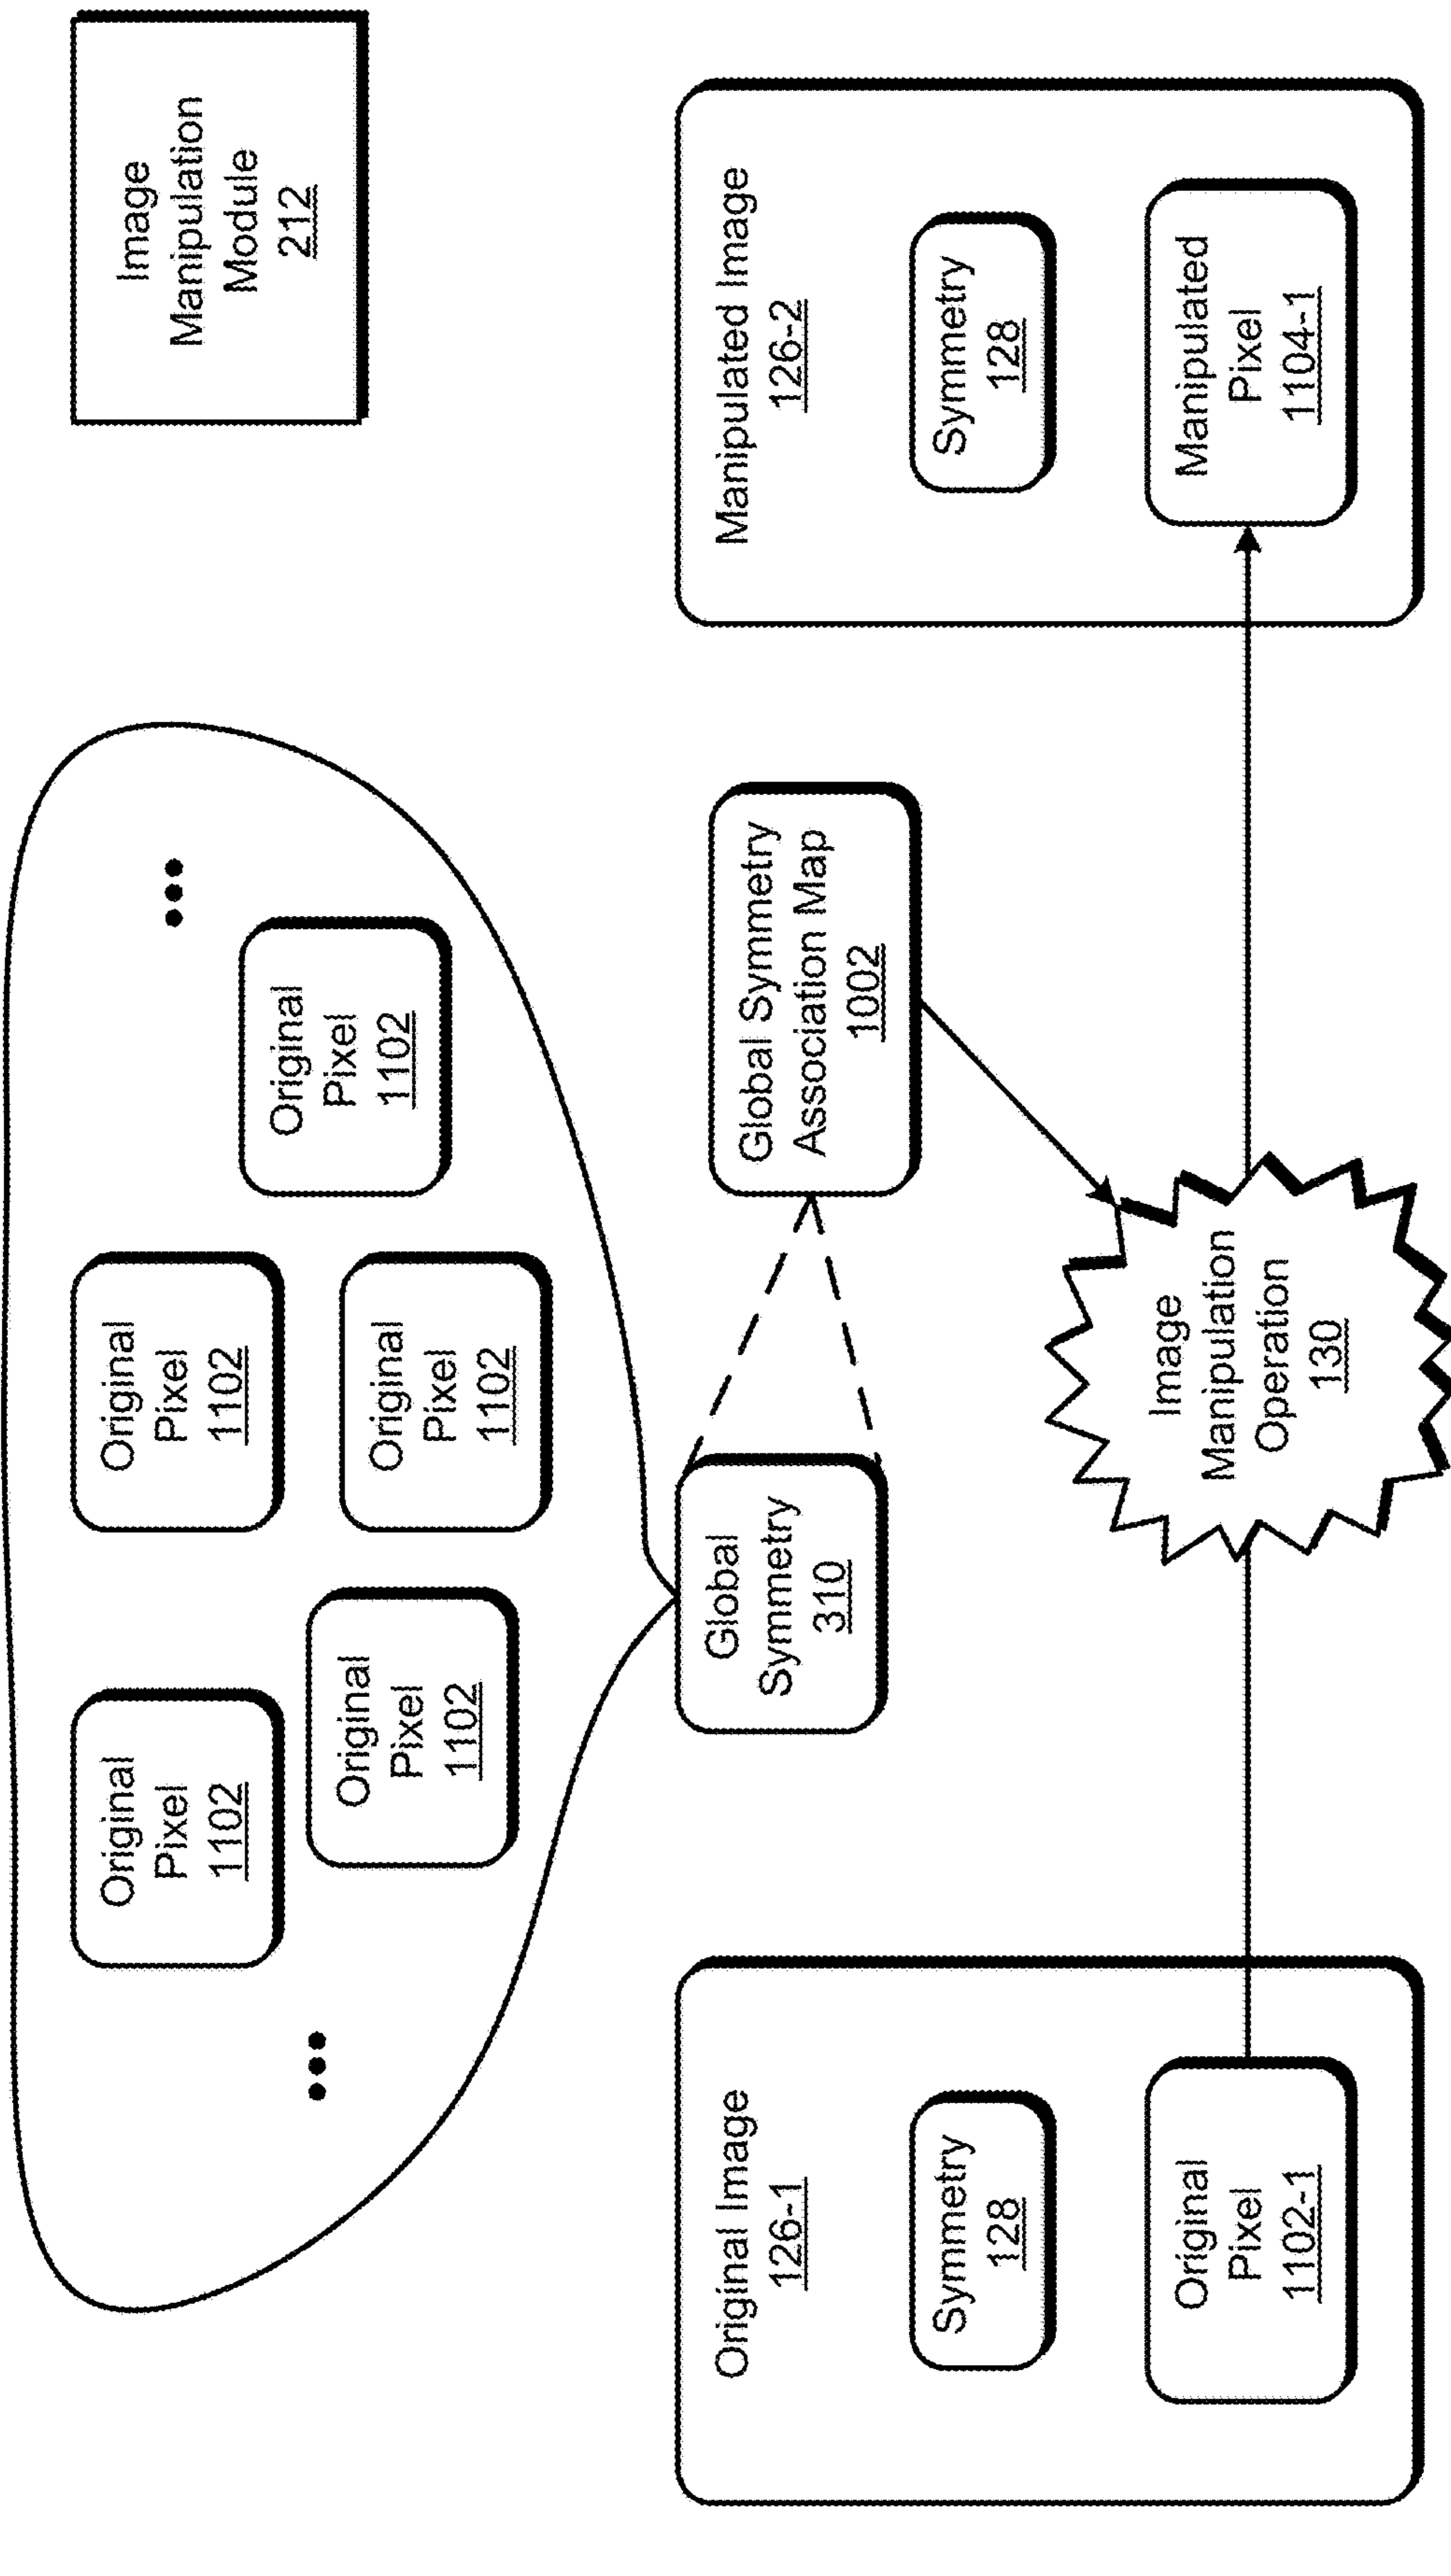 Image
Manipulation
Module
212
Original
Pixel
1102
Original
Pixel
1102
Original
Pixel
1102
Original
Pixel
1102
Original
Pixel
1102
Original Image
126-1
Symmetry
128
Original
Pixel
1102-1
Global
Symmetry
310
Global Symmetry
Association Map
1002
Image
Manipulation
Operation
130
Manipulated Image
126-2
Symmetry
128
Manipulated
Pixel
1104-1